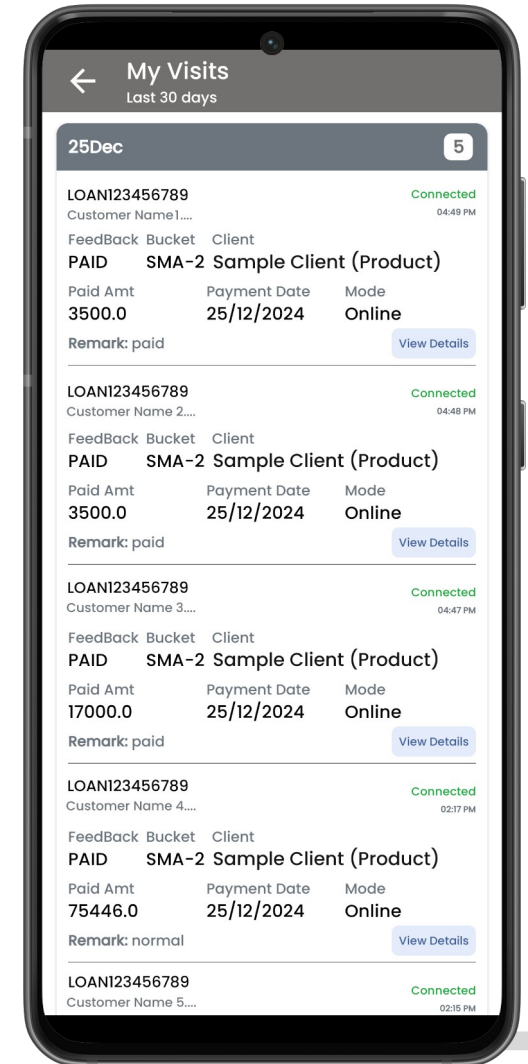 My Visits
Last 30 days
25Dec 5
LOAN123456789 Connected
Customer Name1.... 04:49 PM
FeedBack Bucket Client
PAID SMA-2 Sample Client (Product)
Paid Amt Payment Date Mode
3500.0 25/12/2024 Online
Remark: paid View Details
LOAN123456789 Connected
Customer Name 2.... 04:48 PM
FeedBack Bucket Client
PAID SMA-2 Sample Client (Product)
Paid Amt Payment Date Mode
3500.0 25/12/2024 Online
Remark: paid View Details
LOAN123456789 Connected
Customer Name 3.... 04:47 PM
FeedBack Bucket Client
PAID SMA-2 Sample Client (Product)
Paid Amt Payment Date Mode
17000.0 25/12/2024 Online
Remark: paid View Details
LOAN123456789 Connected
Customer Name 4.... 02:17 PM
FeedBack Bucket Client
PAID SMA-2 Sample Client (Product)
Paid Amt Payment Date Mode
75446.0 25/12/2024 Online
Remark: normal View Details
LOAN123456789 Connected
Customer Name 5.... 02:15 PM